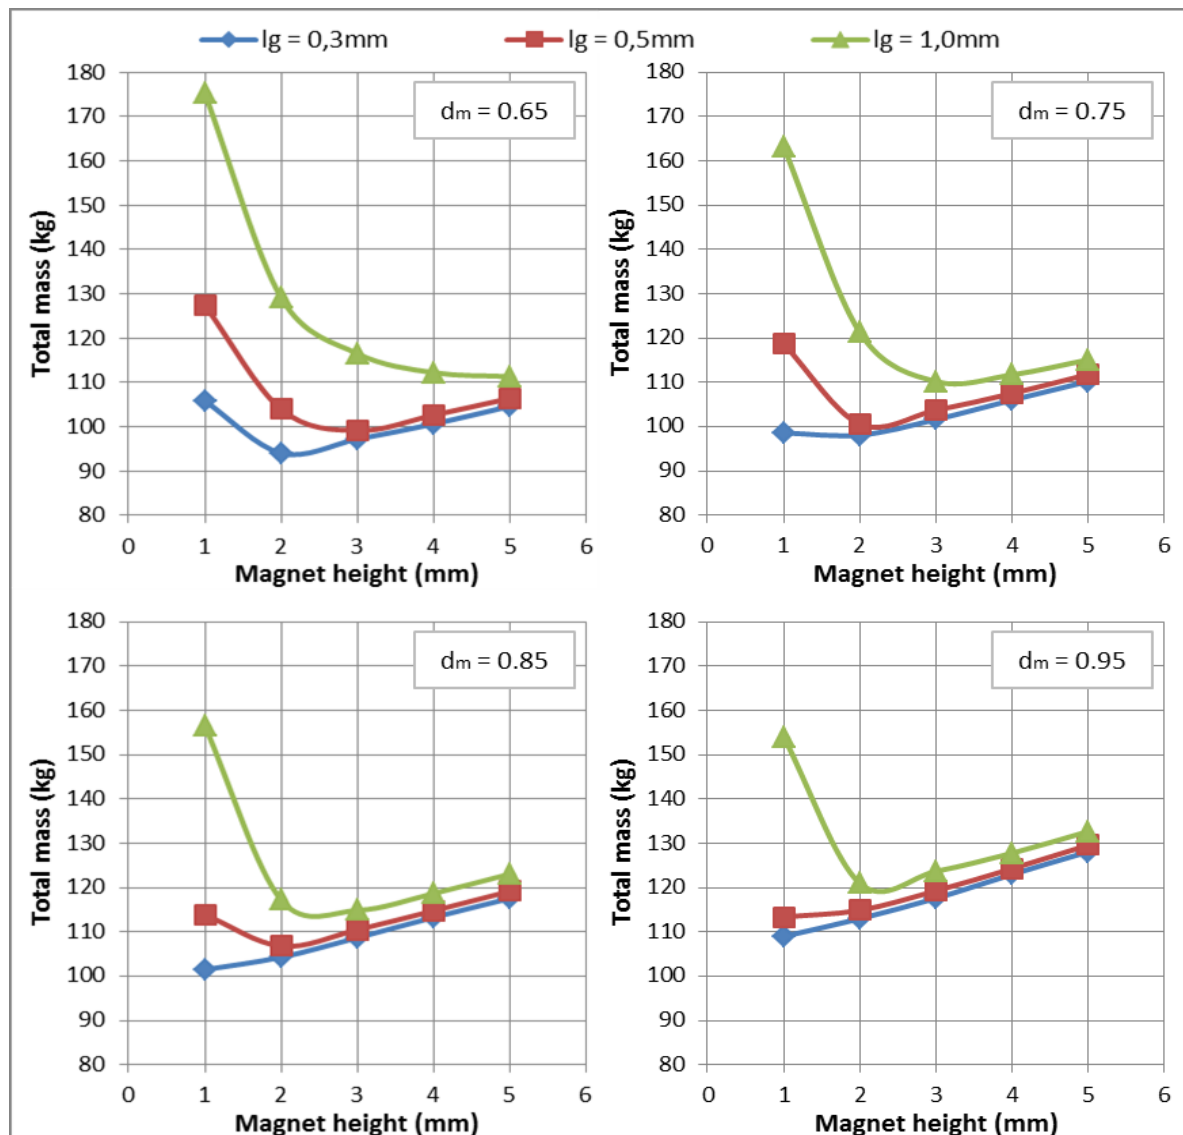 lg = 0,3mm lg = 0,5mm lg = 1,0mm
dm = 0.65
Total mass (kg)
180
170
160
150
140
130
120
110
100
90
80
0 1 2 3 4 5 6
Magnet height (mm)
dm = 0.75
Total mass (kg)
180
170
160
150
140
130
120
110
100
90
80
0 1 2 3 4 5 6
Magnet height (mm)
dm = 0.85
Total mass (kg)
180
170
160
150
140
130
120
110
100
90
80
0 1 2 3 4 5 6
Magnet height (mm)
dm = 0.95
Total mass (kg)
180
170
160
150
140
130
120
110
100
90
80
0 1 2 3 4 5 6
Magnet height (mm)